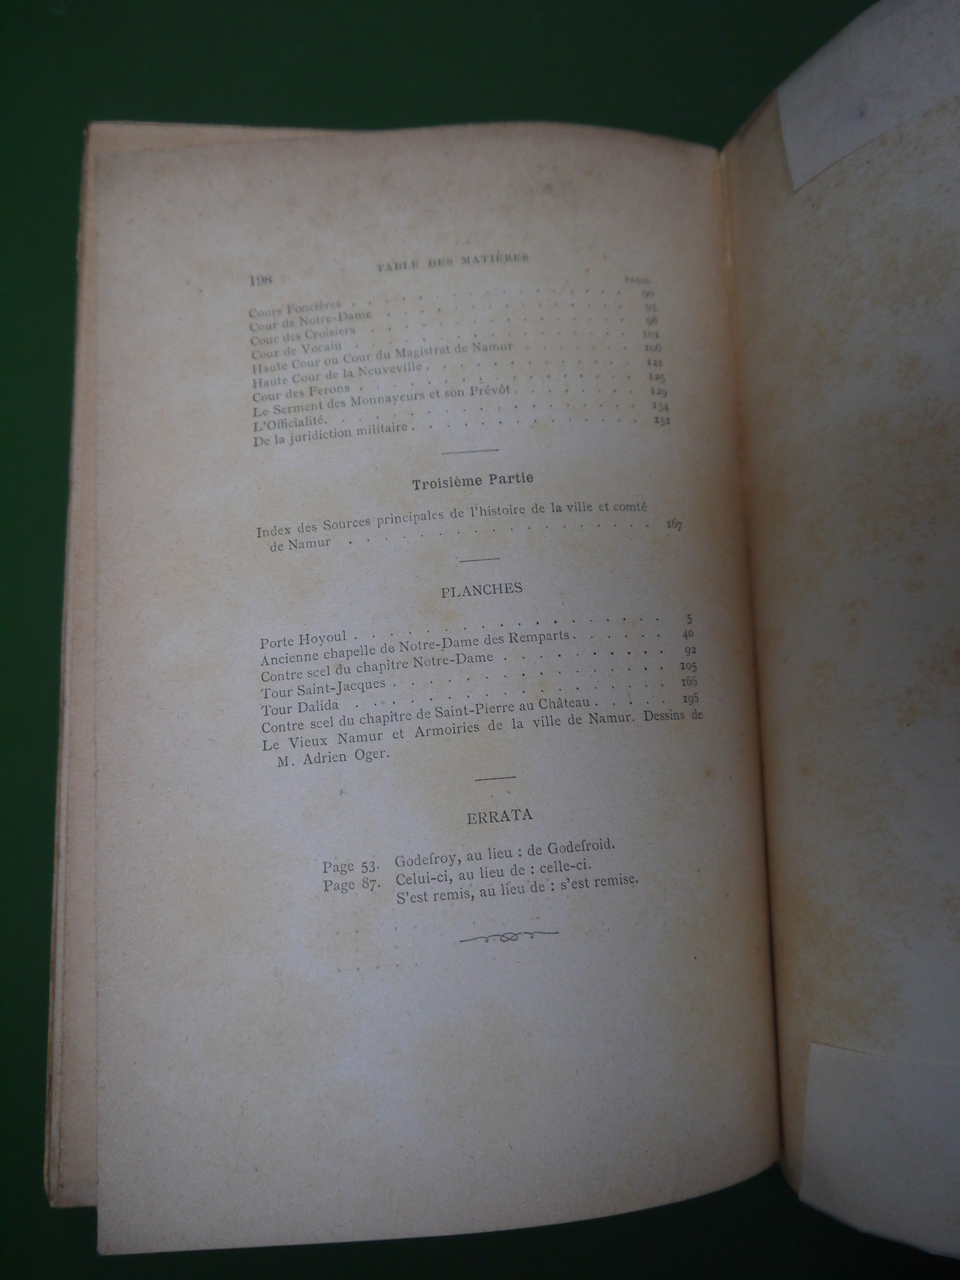 198 TABLE DES MATIÈRES
PAGES.
Cours Foncières . . . . . . . . . . . 90
Cour de Notre-Dame . . . . . . . . . . . 95
Cour des Croisiers . . . . . . . . . . . 98
Cour de Vocain . . . . . . . . . . . 101
Haute Cour ou Cour du Magistrat de Namur . . . . . 106
Haute Cour de la Neuveville . . . . . . . . . 121
Cour des Ferons . . . . . . . . . . . 125
Le Serment des Monnayeurs et son Prévôt . . . . . . 129
L'Officialité. . . . . . . . . . . . 134
De la juridiction militaire . . . . . . . . . . 151
Troisième Partie
Index des Sources principales de l'histoire de la ville et comté
de Namur . . . . . . . . . . . . . 167
PLANCHES
Porte Hoyoul . . . . . . . . . . . . . 5
Ancienne chapelle de Notre-Dame des Remparts . . . . . . 40
Contre scel du chapitre Notre-Dame . . . . . . . . 92
Tour Saint-Jacques . . . . . . . . . . . . 105
Tour Dalida . . . . . . . . . . . . . 166
Contre scel du chapitre de Saint-Pierre au Château . . . . . 196
Le Vieux Namur et Armoiries de la ville de Namur. Dessins de
M. Adrien Oger.
ERRATA
Page 53. Godefroy, au lieu : de Godefroid.
Page 87. Celui-ci, au lieu de : celle-ci.
S'est remis, au lieu de : s'est remise.